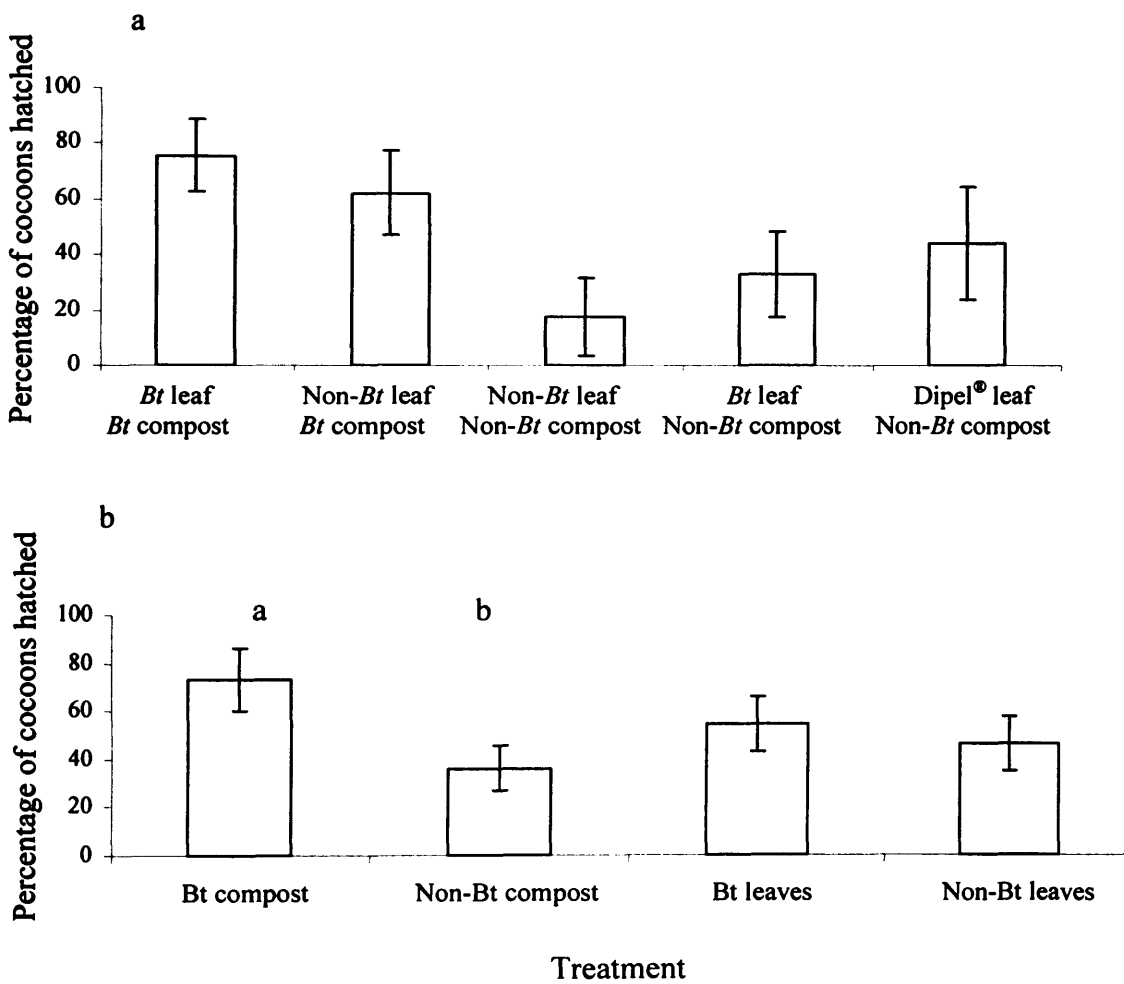 a
Percentage of cocoons hatched
100
80
60
40
20
0
Bt leaf
Bt compost
Non-Bt leaf
Bt compost
Non-Bt leaf
Non-Bt compost
Bt leaf
Non-Bt compost
Dipel® leaf
Non-Bt compost
b
Percentage of cocoons hatched
100
80
60
40
20
0
a
b
Bt compost
Non-Bt compost
Bt leaves
Non-Bt leaves
Treatment